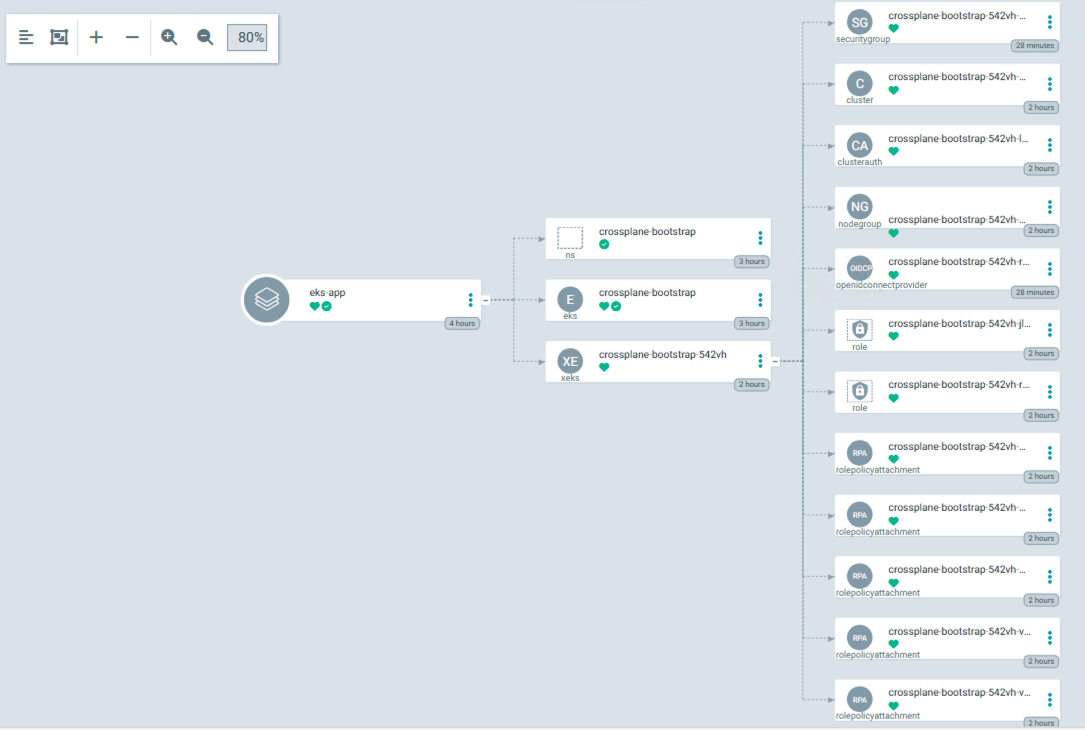 80%
eks-app
4 hours
crossplane-bootstrap
ns
3 hours
E
crossplane-bootstrap
eks
3 hours
XE
crossplane-bootstrap-542vh
xeks
2 hours
SG
crossplane-bootstrap-542vh-...
securitygroup
28 minutes
C
crossplane-bootstrap-542vh-...
cluster
2 hours
CA
crossplane-bootstrap-542vh-l...
clusterauth
2 hours
NG
crossplane-bootstrap-542vh-...
nodegroup
2 hours
OIDCP
crossplane-bootstrap-542vh-r...
openidconnectprovider
28 minutes
crossplane-bootstrap-542vh-jl...
role
2 hours
crossplane-bootstrap-542vh-r...
role
2 hours
RPA
crossplane-bootstrap-542vh-...
rolepolicyattachment
2 hours
RPA
crossplane-bootstrap-542vh-...
rolepolicyattachment
2 hours
RPA
crossplane-bootstrap-542vh-...
rolepolicyattachment
2 hours
RPA
crossplane-bootstrap-542vh-v...
rolepolicyattachment
2 hours
RPA
crossplane-bootstrap-542vh-v...
rolepolicyattachment
2 hours